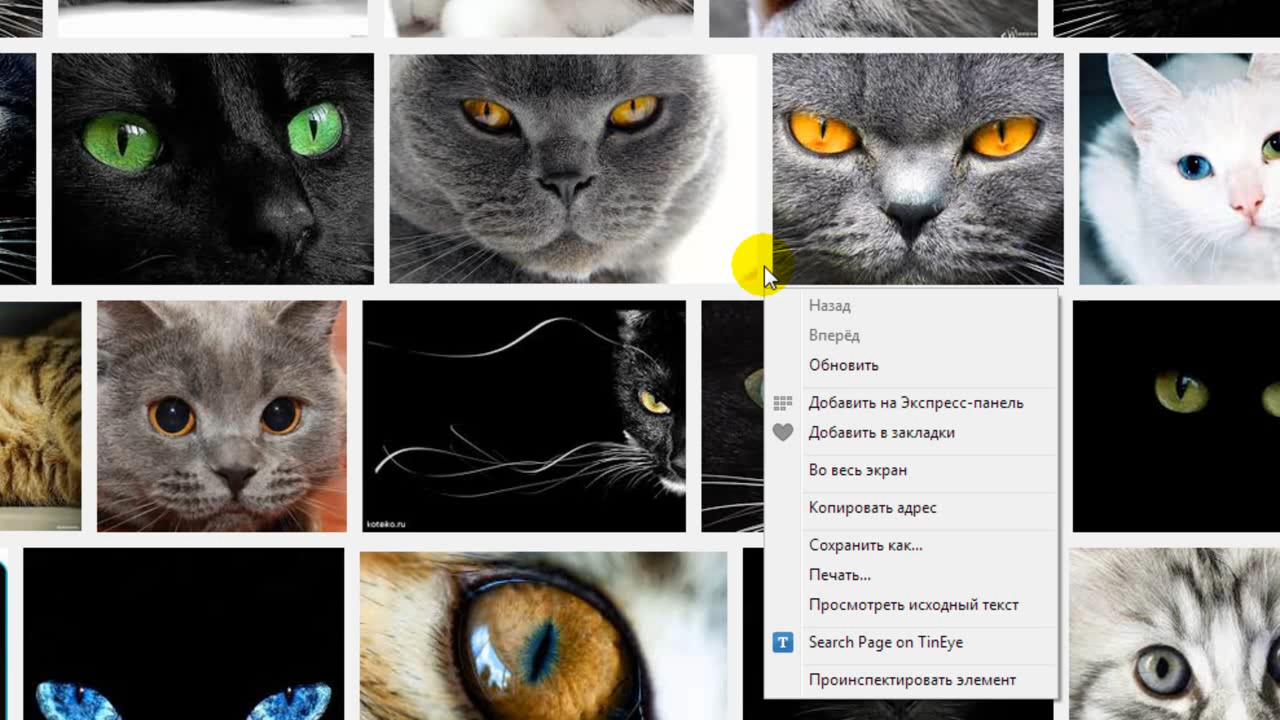 koteiko.ru
Назад
Вперёд
Обновить
Добавить на Экспресс-панель
Добавить в закладки
Во весь экран
Копировать адрес
Сохранить как...
Печать...
Просмотреть исходный текст
T
Search Page on TinEye
Проинспектировать элемент